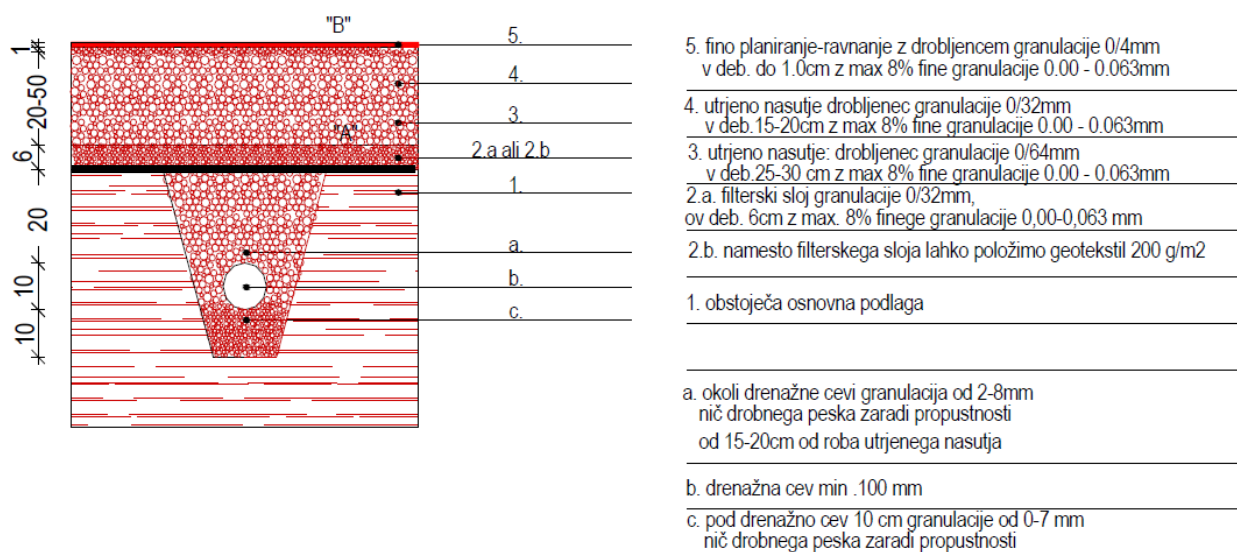 "B"
5.
4.
3.
"A"
2.a ali 2.b
1.
a.
b.
c.
1
20-50
6
20
10
10
5. fino planiranje-ravnanje z drobljencem granulacije 0/4mm
v deb. do 1.0cm z max 8% fine granulacije 0.00 - 0.063mm
4. utrjeno nasutje drobljenec granulacije 0/32mm
v deb.15-20cm z max 8% fine granulacije 0.00 - 0.063mm
3. utrjeno nasutje: drobljenec granulacije 0/64mm
v deb.25-30 cm z max 8% fine granulacije 0.00 - 0.063mm
2.a. filterski sloj granulacije 0/32mm,
ov deb. 6cm z max. 8% finege granulacije 0,00-0,063 mm
2.b. namesto filterskega sloja lahko položimo geotekstil 200 g/m2
1. obstoječa osnovna podlaga
a. okoli drenažne cevi granulacija od 2-8mm
nič drobnega peska zaradi propustnosti
od 15-20cm od roba utrjenega nasutja
b. drenažna cev min .100 mm
c. pod drenažno cev 10 cm granulacije od 0-7 mm
nič drobnega peska zaradi propustnosti